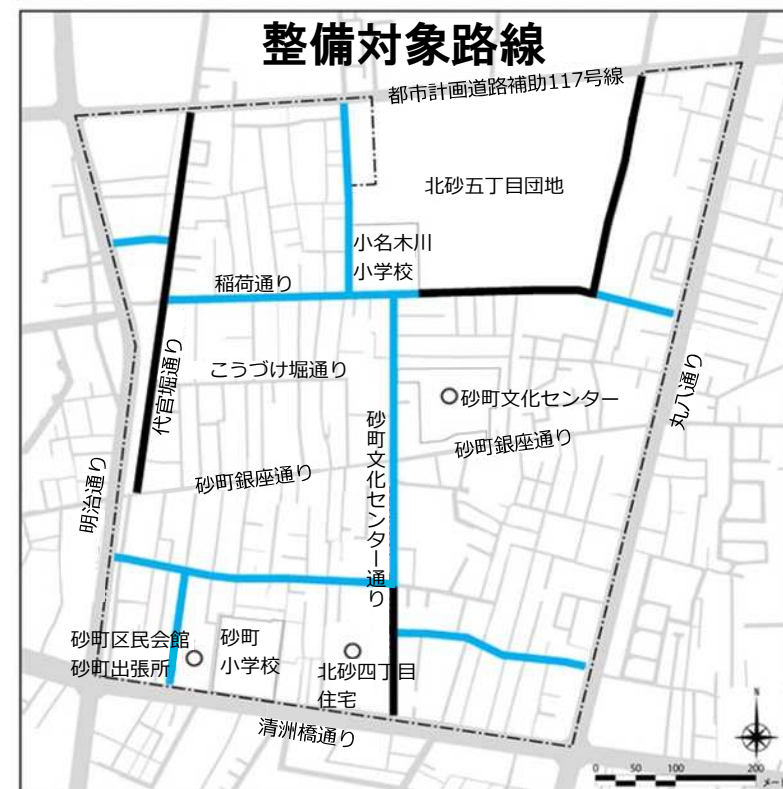 整備対象路線
都市計画道路補助117号線
北砂五丁目団地
小名木川
小学校
稲荷通り
代官堀通り
こうづけ堀通り
砂町文化センター
丸八通り
砂町文化センター通り
砂町銀座通り
砂町銀座通り
明治通り
砂町区民会館
砂町出張所
砂町
小学校
北砂四丁目
住宅
清洲橋通り
N
0 50 100 200
メート